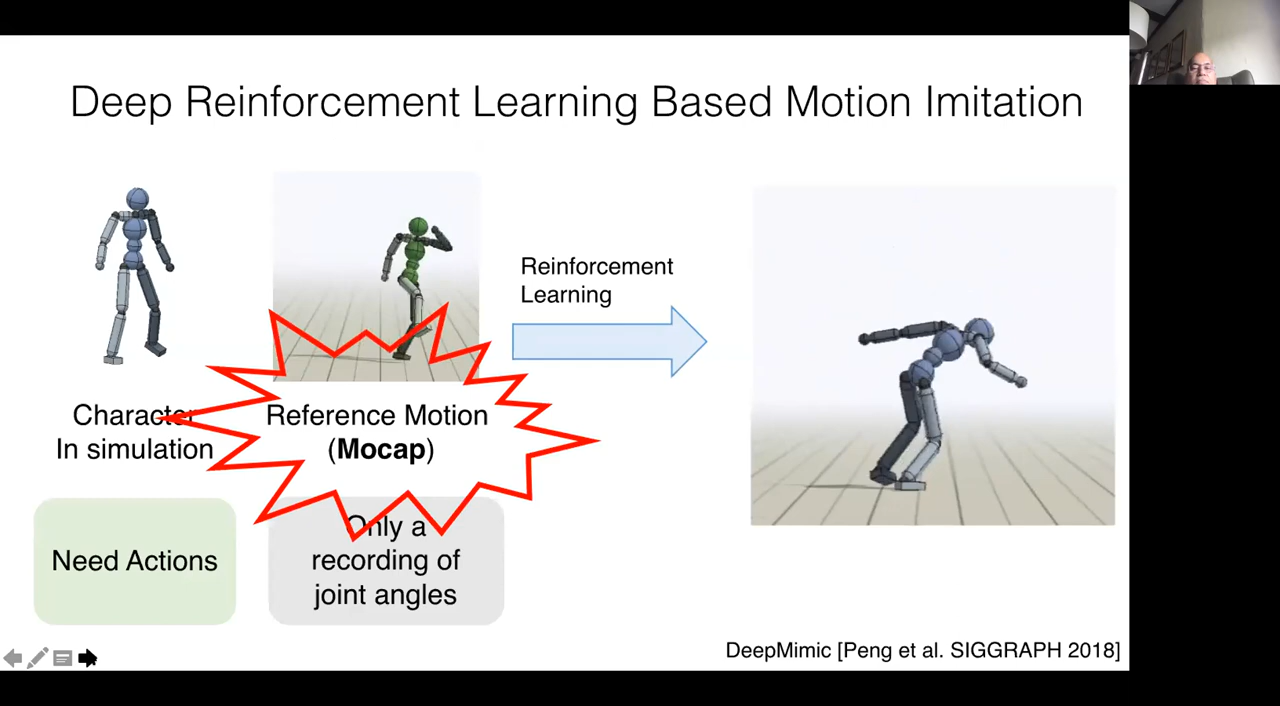 Deep Reinforcement Learning Based Motion Imitation
Reinforcement
Learning
Character
In simulation
Reference Motion
(Mocap)
Need Actions
Only a
recording of
joint angles
DeepMimic [Peng et al. SIGGRAPH 2018]